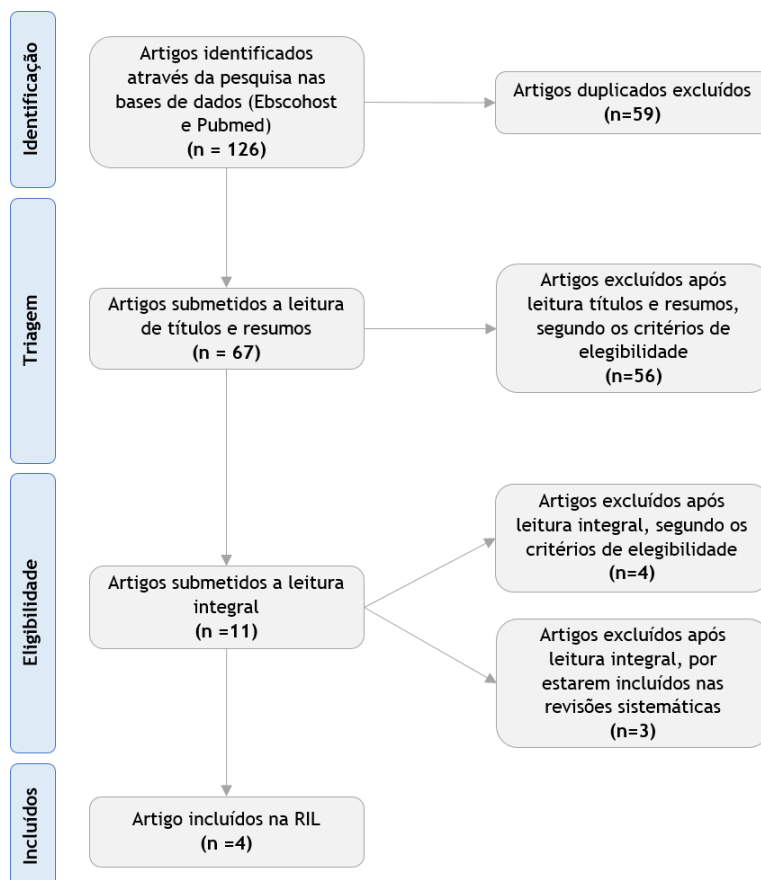 Identificação
Artigos identificados
através da pesquisa nas
bases de dados (Ebscohost
e Pubmed)
(n = 126)
Artigos duplicados excluídos
(n=59)
Triagem
Artigos submetidos a leitura
de títulos e resumos
(n = 67)
Artigos excluídos após
leitura títulos e resumos,
segundo os critérios de
elegibilidade
(n=56)
Eligibilidade
Artigos submetidos a leitura
integral
(n =11)
Artigos excluídos após
leitura integral, segundo os
critérios de elegibilidade
(n=4)
Artigos excluídos após
leitura integral, por
estarem incluídos nas
revisões sistemáticas
(n=3)
Incluídos
Artigo incluídos na RIL
(n =4)